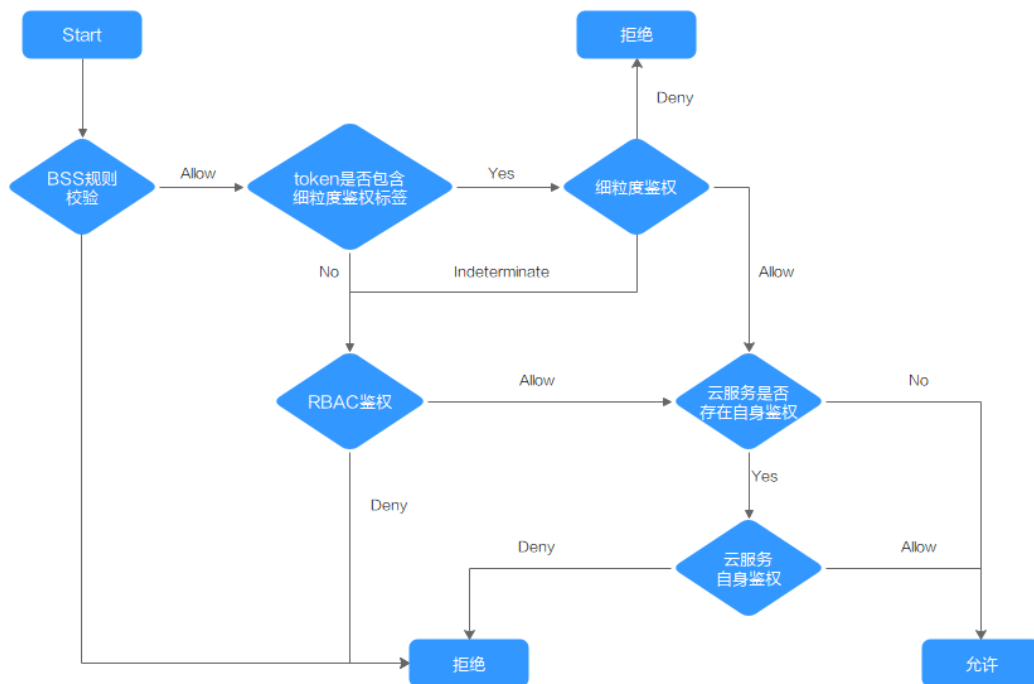 Start
拒绝
Deny
BSS规则
校验
Allow
token是否包含
细粒度鉴权标签
Yes
细粒度鉴权
No
Indeterminate
Allow
RBAC鉴权
Allow
云服务是否
存在自身鉴权
No
Deny
Yes
Deny
云服务
自身鉴权
Allow
拒绝
允许